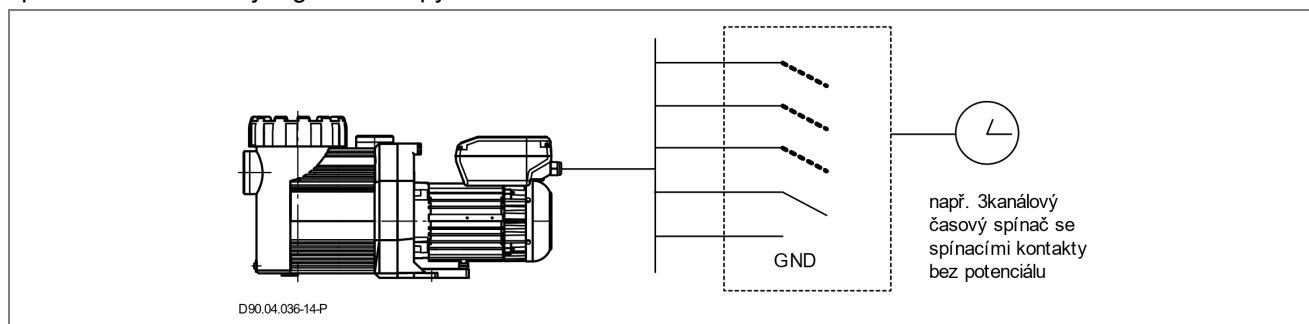 GND
např. 3kanálový
časový spínač se
spínacími kontakty
bez potenciálu
D90.04.036-14-P